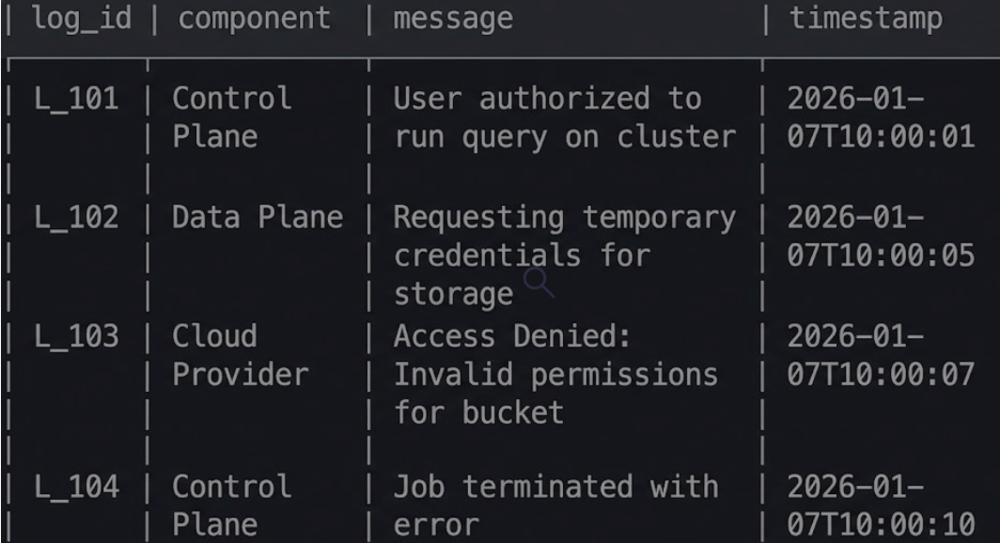 | log_id | component | message | timestamp
| L_101 | Control | User authorized to | 2026-01-
| | Plane | run query on cluster | 07T10:00:01
| | | |
| L_102 | Data Plane | Requesting temporary | 2026-01-
| | | credentials for | 07T10:00:05
| | | storage |
| L_103 | Cloud | Access Denied: | 2026-01-
| | Provider | Invalid permissions | 07T10:00:07
| | | for bucket |
| | | |
| L_104 | Control | Job terminated with | 2026-01-
| | Plane | error | 07T10:00:10